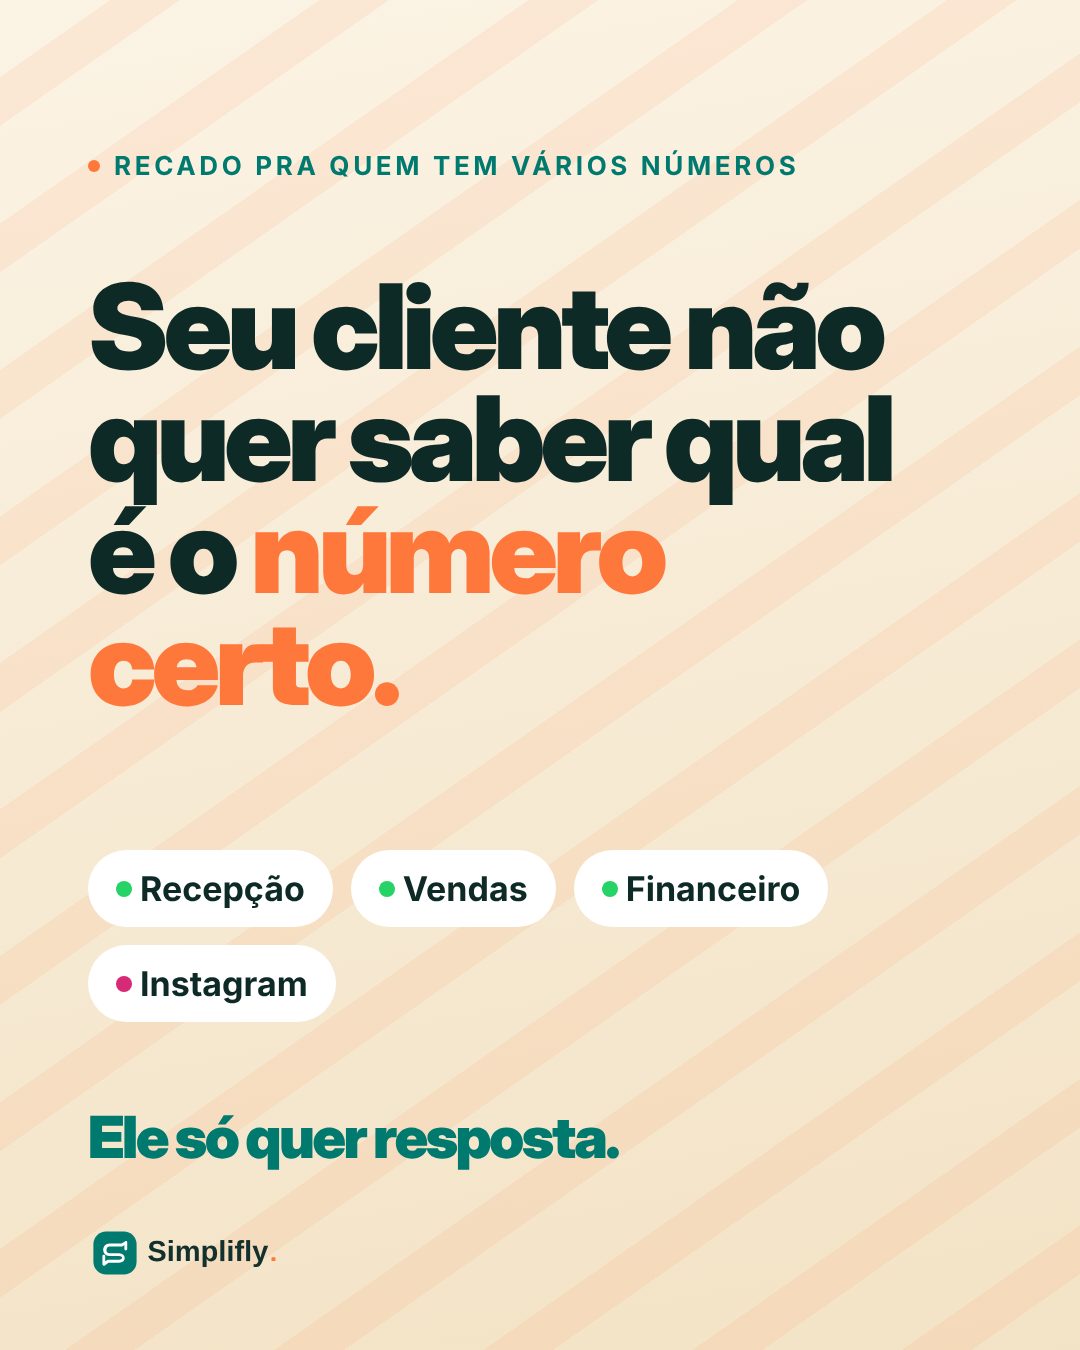 RECADO PRA QUEM TEM VÁRIOS NÚMEROS
Seu cliente não
quer saber qual
é o número
certo.
Recepção Vendas Financeiro
Instagram
Ele só quer resposta.
Simplifly.